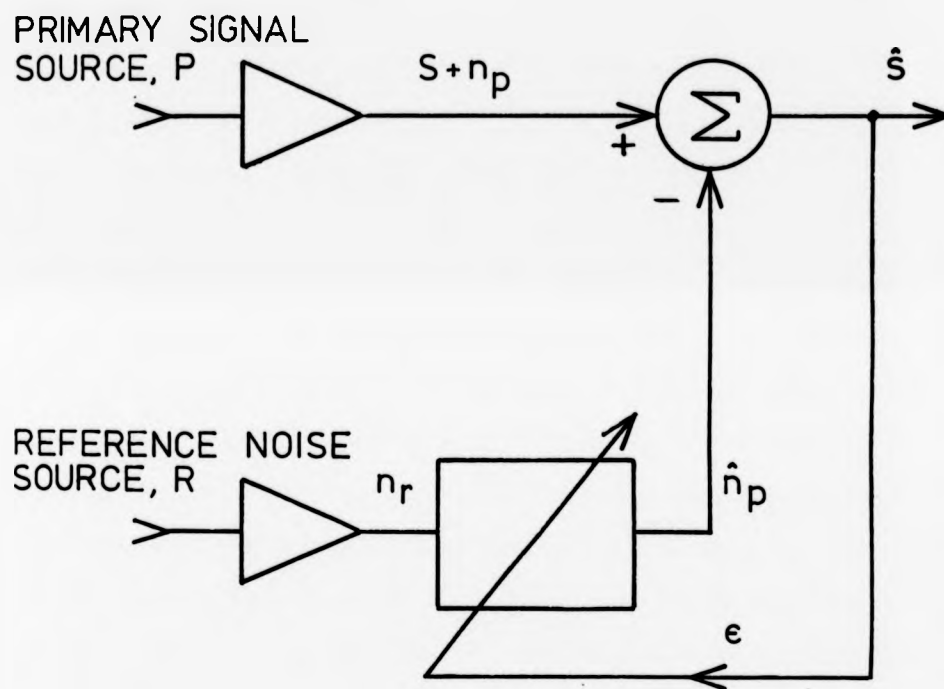 PRIMARY SIGNAL
SOURCE, P
S+nₚ
ŝ
Σ
+
−
REFERENCE NOISE
SOURCE, R
nᵣ
n̂ₚ
ϵ